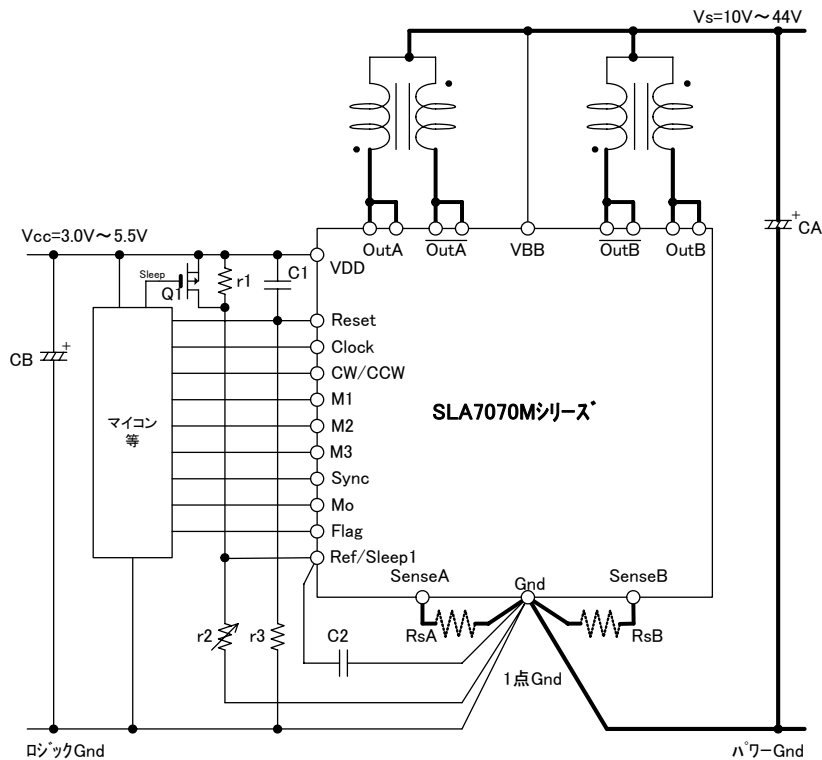 Vs=10V～44V
Vcc=3.0V～5.5V
OutA
OutA
VBB
OutB
OutB
CA
Sleep
Q1
r1
C1
VDD
CB
Reset
Clock
CW/CCW
M1
M2
M3
Sync
Mo
Flag
Ref/Sleep1
マイコン
等
SLA7070Mシリーズ
SenseA
Gnd
SenseB
RsA
RsB
r2
r3
C2
1点Gnd
ロジックGnd
パワーGnd